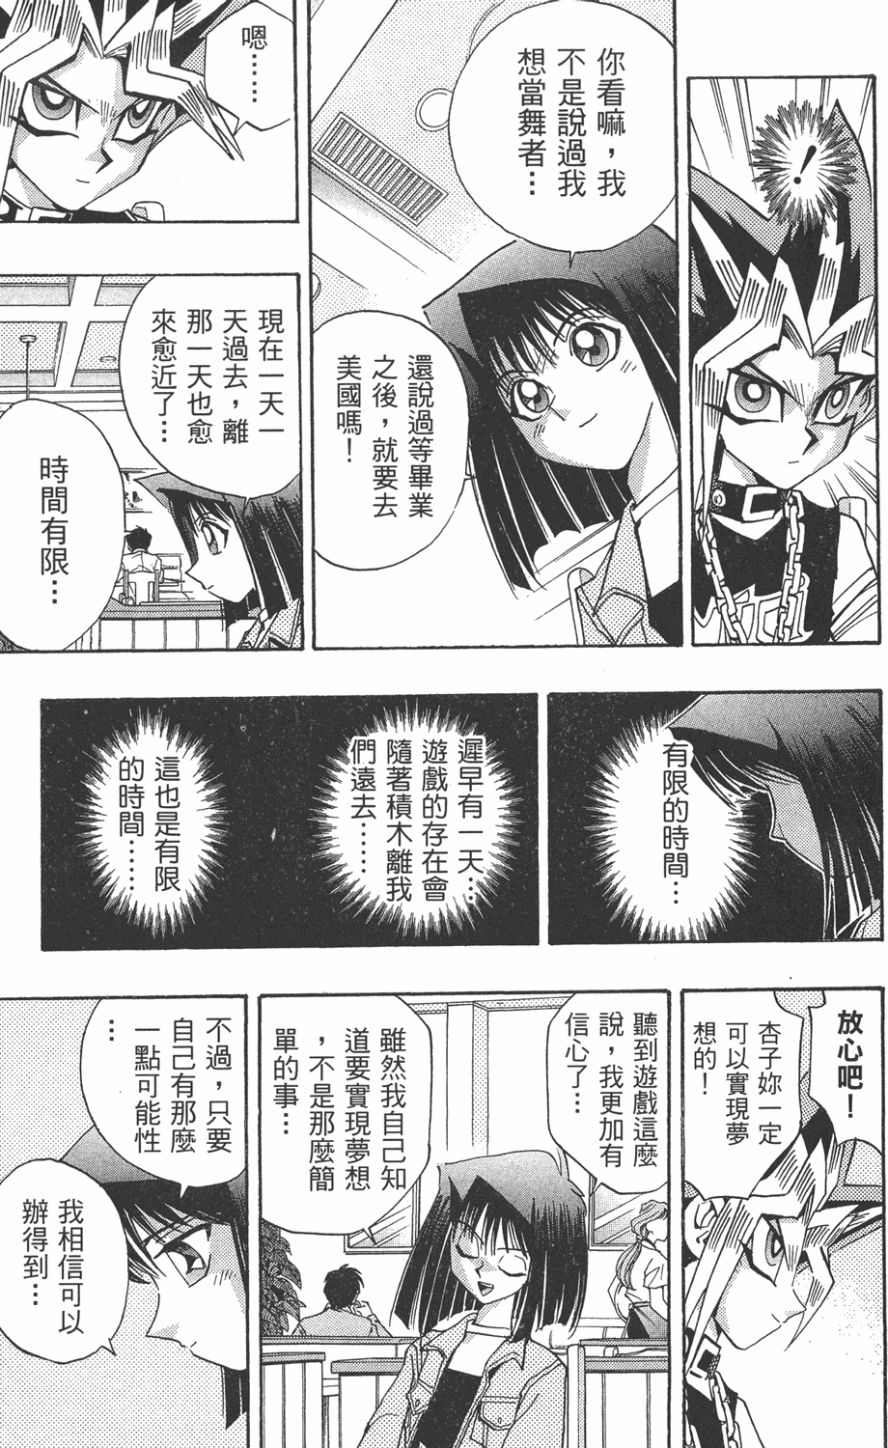 ！
你看嘛，我
不是說過我
想當舞者…
還說過等畢業
之後，就要去
美國嗎！
嗯……
現在一天一
天過去，離
那一天也愈
來愈近了…
時間有限…
有限的時間…
遲早有一天…
遊戲的存在會
隨著積木離我
們遠去……
這也是有限
的時間……
放心吧！
杏子妳一定
可以實現夢
想的！
聽到遊戲這麼
說，我更加有
信心了…
雖然我自己知
道要實現夢想
，不是那麼簡
單的事…
不過，只要
自己有那麼
一點可能性
…
我相信可以
辦得到…